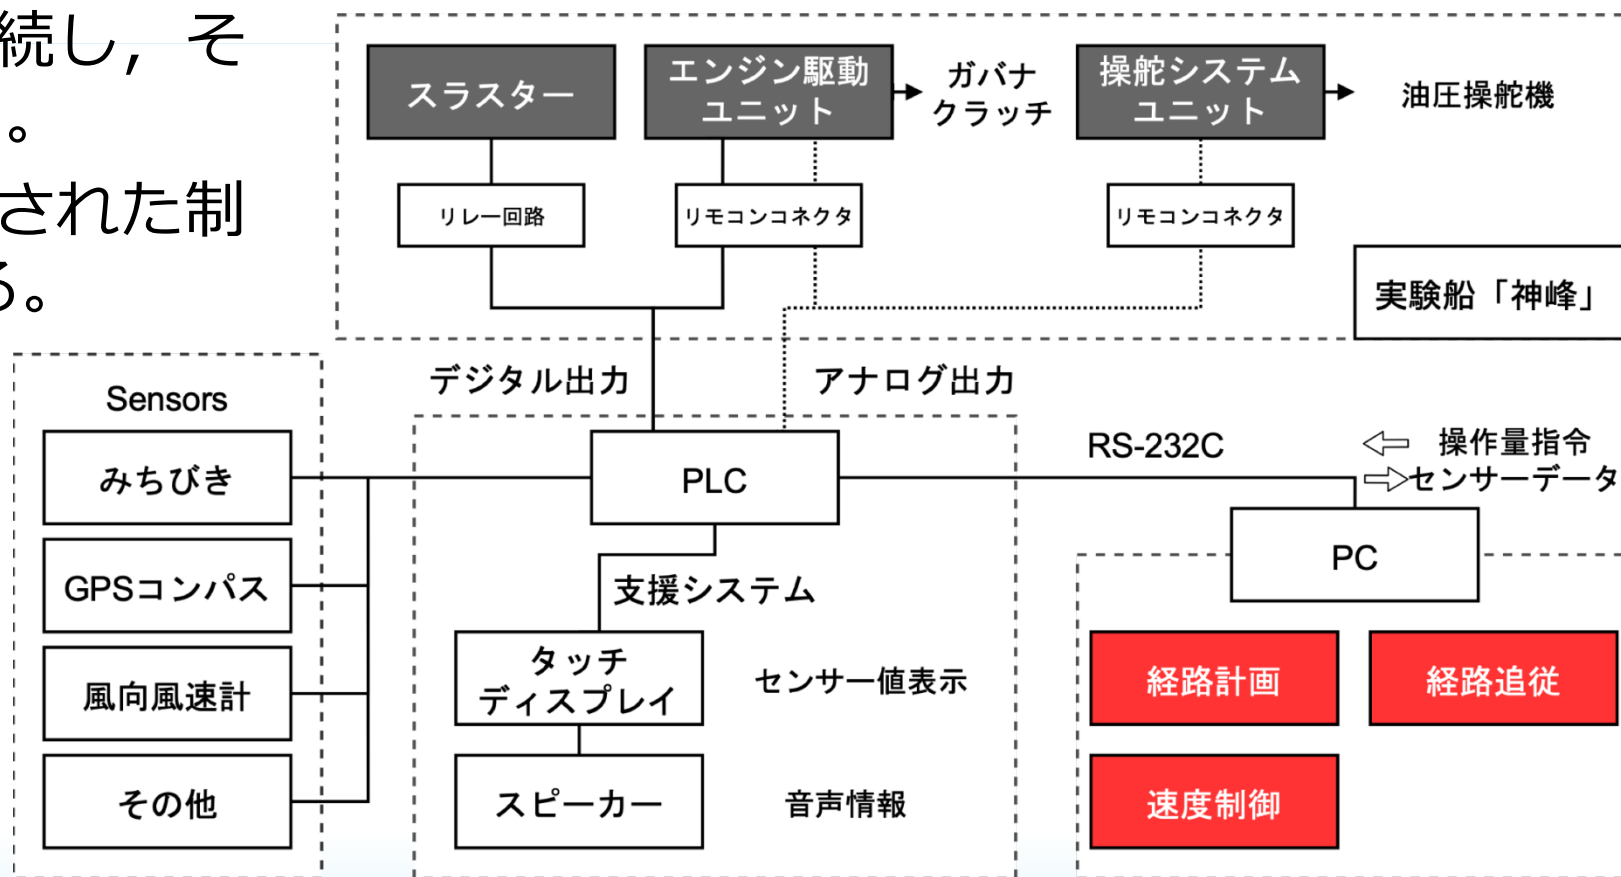 続し，そ
。
された制
る。
スラスター
エンジン駆動
ユニット
ガバナ
クラッチ
操舵システム
ユニット
油圧操舵機
リレー回路
リモコンコネクタ
リモコンコネクタ
実験船「神峰」
デジタル出力
アナログ出力
Sensors
みちびき
GPSコンパス
風向風速計
その他
PLC
RS-232C
操作量指令
センサーデータ
PC
支援システム
タッチ
ディスプレイ
センサー値表示
スピーカー
音声情報
経路計画
経路追従
速度制御